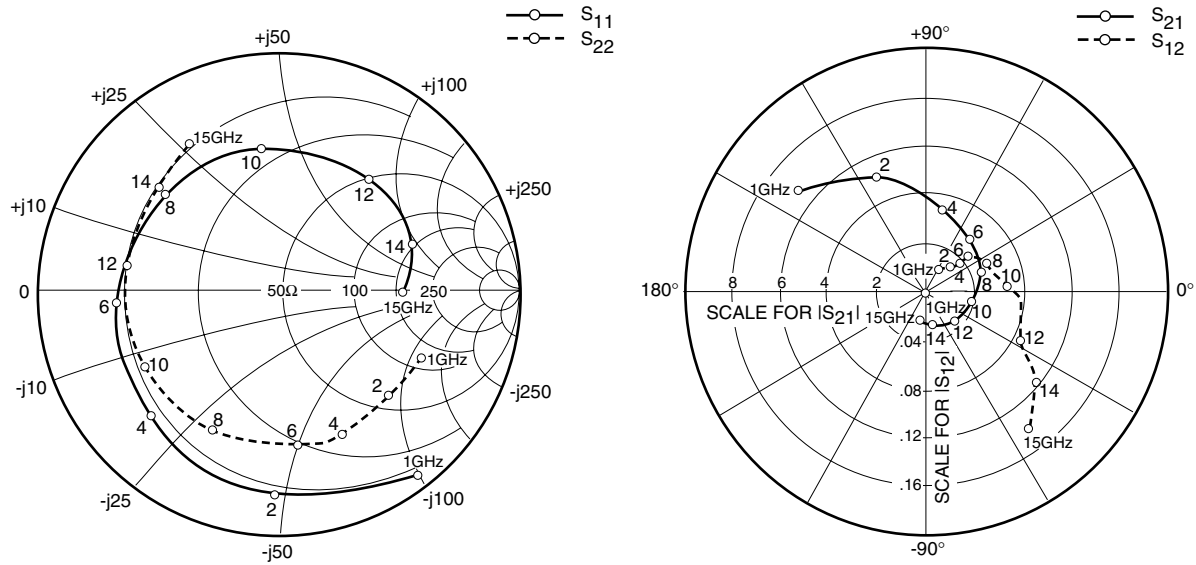 S11
S22
+j50
+j25
+j100
15GHz
10
14
8
12
+j250
+j10
14
12
0
50Ω
100
250
6
15GHz
1GHz
10
-j10
2
-j250
4
8
6
4
1GHz
-j25
2
-j100
-j50
S21
S12
+90°
1GHz
2
4
6
6
8
1GHz
2
4
10
180°
8
6
4
2
8
0°
SCALE FOR |S21|
15GHz
1GHz
10
.04
14
12
12
.08
14
.12
15GHz
.16
SCALE FOR |S12|
-90°